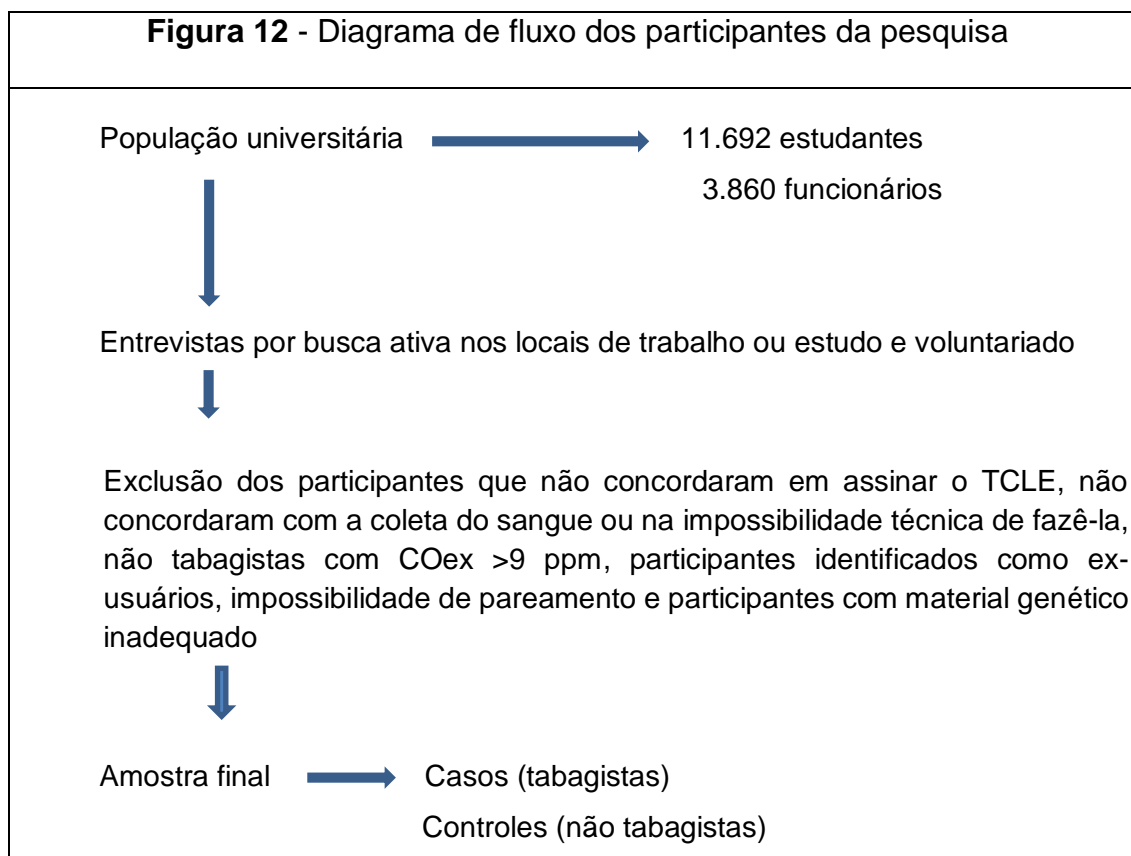 Figura 12 - Diagrama de fluxo dos participantes da pesquisa
População universitária 11.692 estudantes
3.860 funcionários
Entrevistas por busca ativa nos locais de trabalho ou estudo e voluntariado
Exclusão dos participantes que não concordaram em assinar o TCLE, não
concordaram com a coleta do sangue ou na impossibilidade técnica de fazê-la,
não tabagistas com COex >9 ppm, participantes identificados como ex-
usuários, impossibilidade de pareamento e participantes com material genético
inadequado
Amostra final Casos (tabagistas)
Controles (não tabagistas)